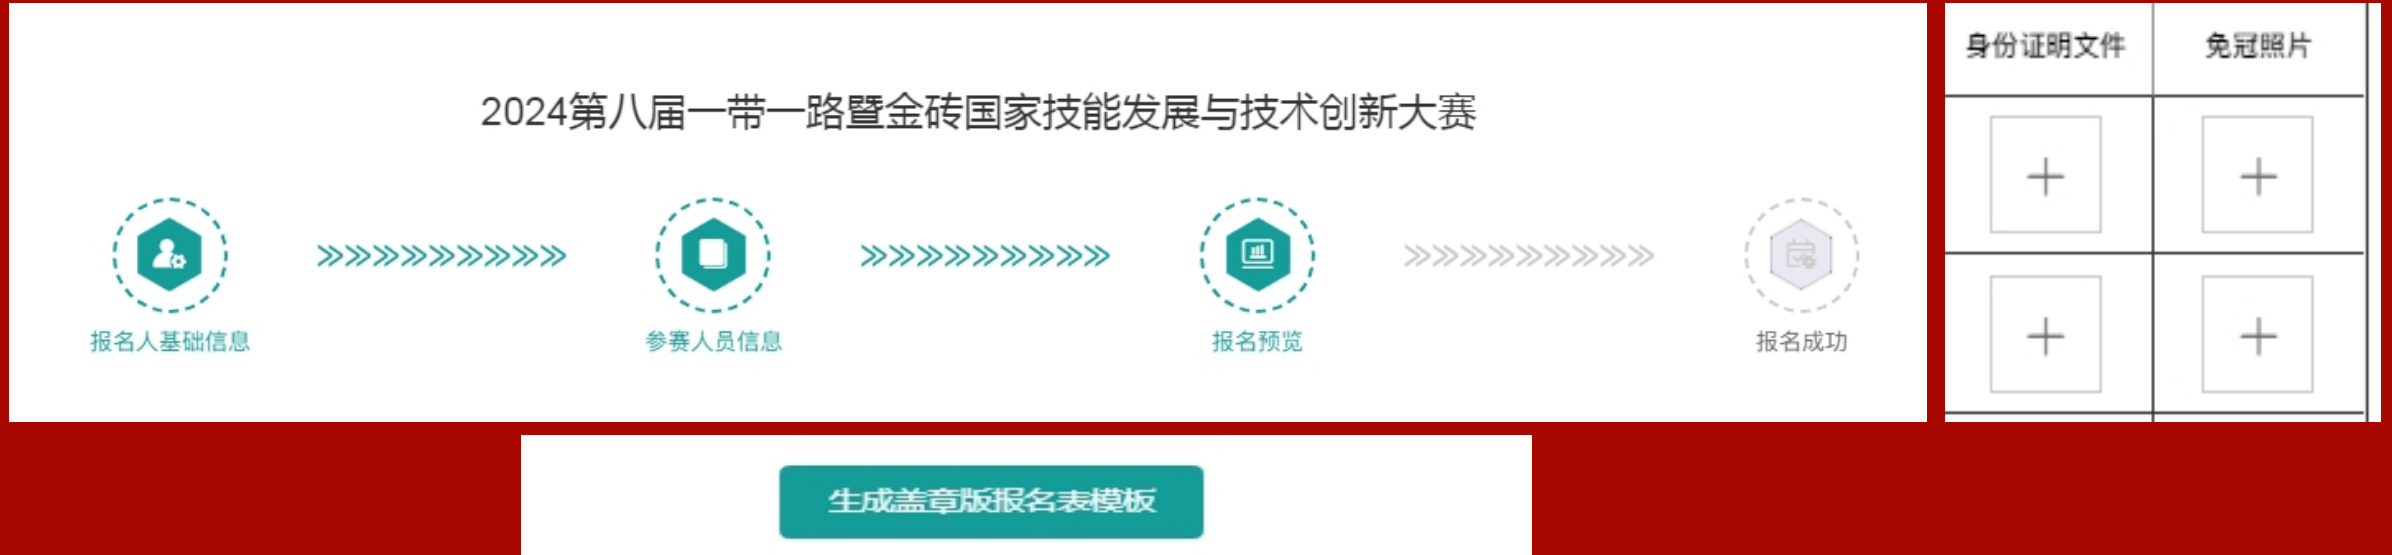 2024第八届一带一路暨金砖国家技能发展与技术创新大赛
报名人基础信息
参赛人员信息
报名预览
报名成功
身份证明文件
免冠照片
生成盖章版报名表模板